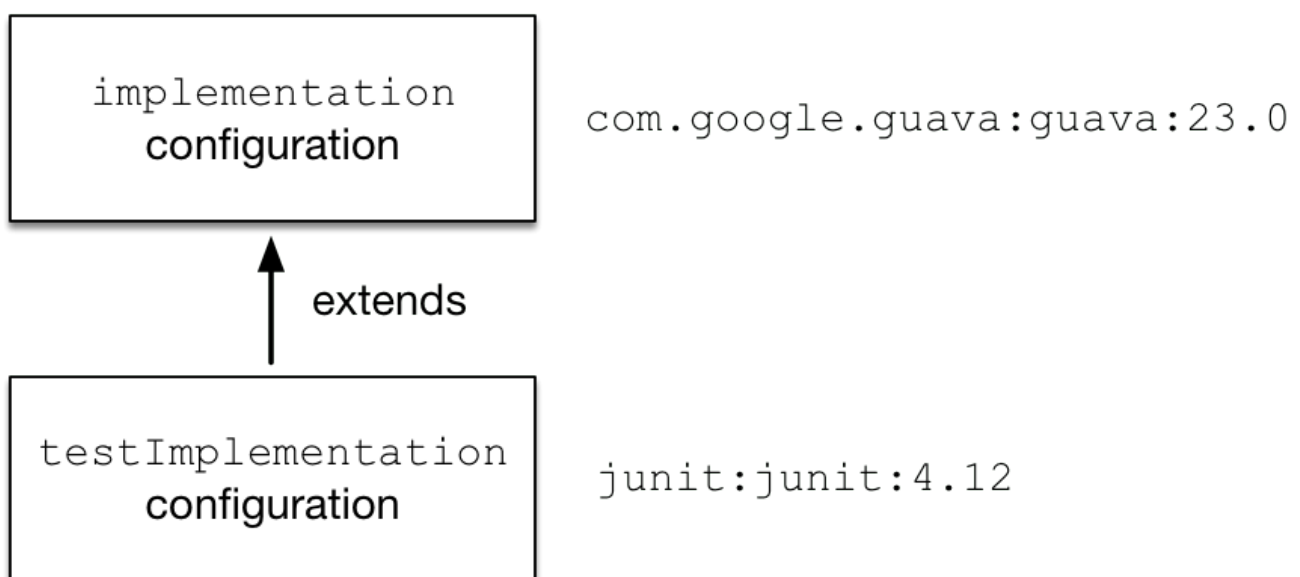 implementation
configuration
com.google.guava:guava:23.0
extends
testImplementation
configuration
junit:junit:4.12